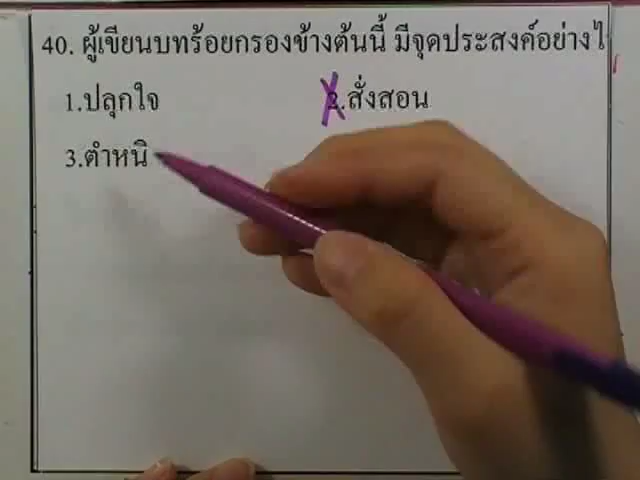 40. ผู้เขียนบทร้อยกรองข้างต้นนี้ มีจุดประสงค์อย่างไ
1.ปลุกใจ
2.สั่งสอน
3.ตำหนิ